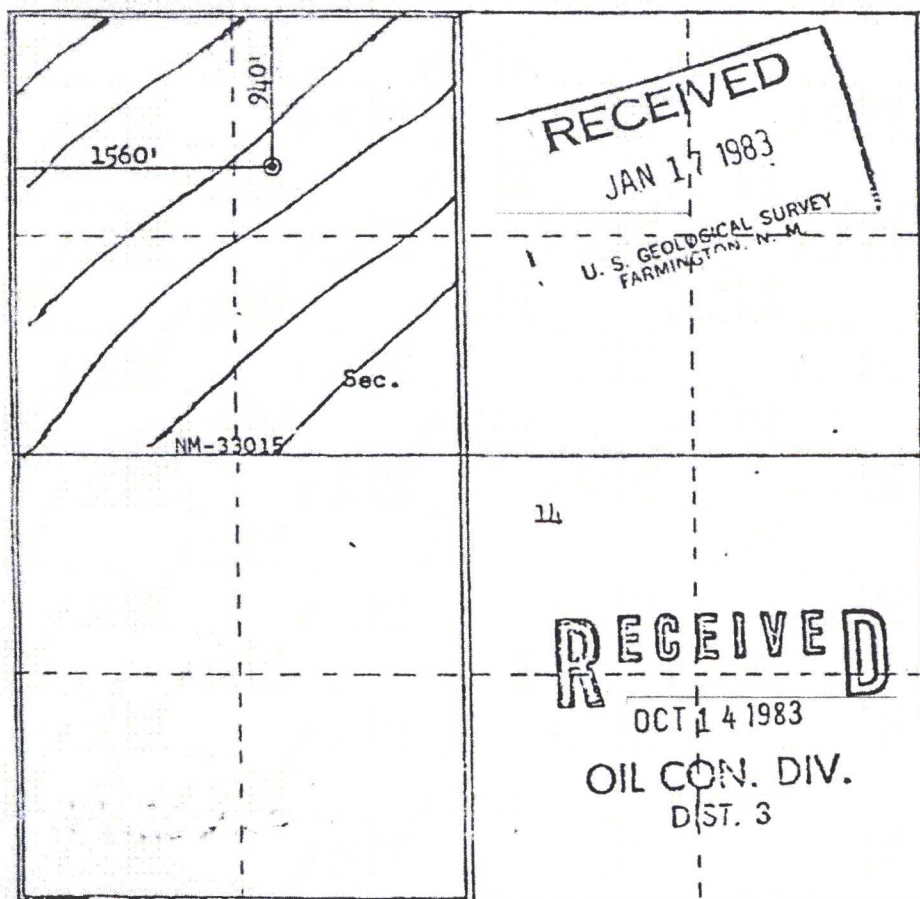 940'
1560'
RECEIVED
JAN 17 1983
U. S. GEOLOGICAL SURVEY
FARMINGTON, N. M.
Sec.
NM-33015
14
RECEIVED
OCT 14 1983
OIL CON. DIV.
DIST. 3